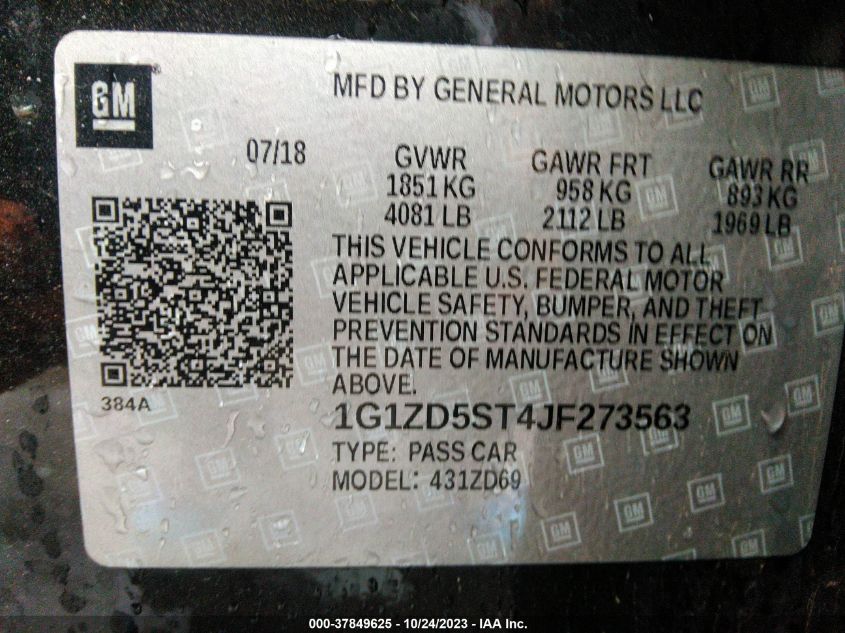 GM
MFD BY GENERAL MOTORS LLC
07/18
GVWR GAWR FRT GAWR RR
1851 KG 958 KG 893 KG
4081 LB 2112 LB 1969 LB
THIS VEHICLE CONFORMS TO ALL
APPLICABLE U.S. FEDERAL MOTOR
VEHICLE SAFETY, BUMPER, AND THEFT
PREVENTION STANDARDS IN EFFECT ON
THE DATE OF MANUFACTURE SHOWN
ABOVE.
384A
1G1ZD5ST4JF273563
TYPE: PASS CAR
MODEL: 431ZD69
000-37849625 - 10/24/2023 - IAA Inc.